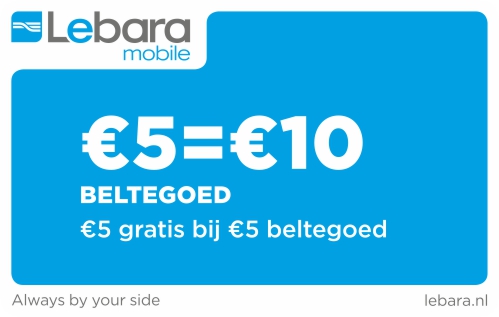 Lebara
mobile
€5=€10
BELTEGOED
€5 gratis bij €5 beltegoed
Always by your side
lebara.nl